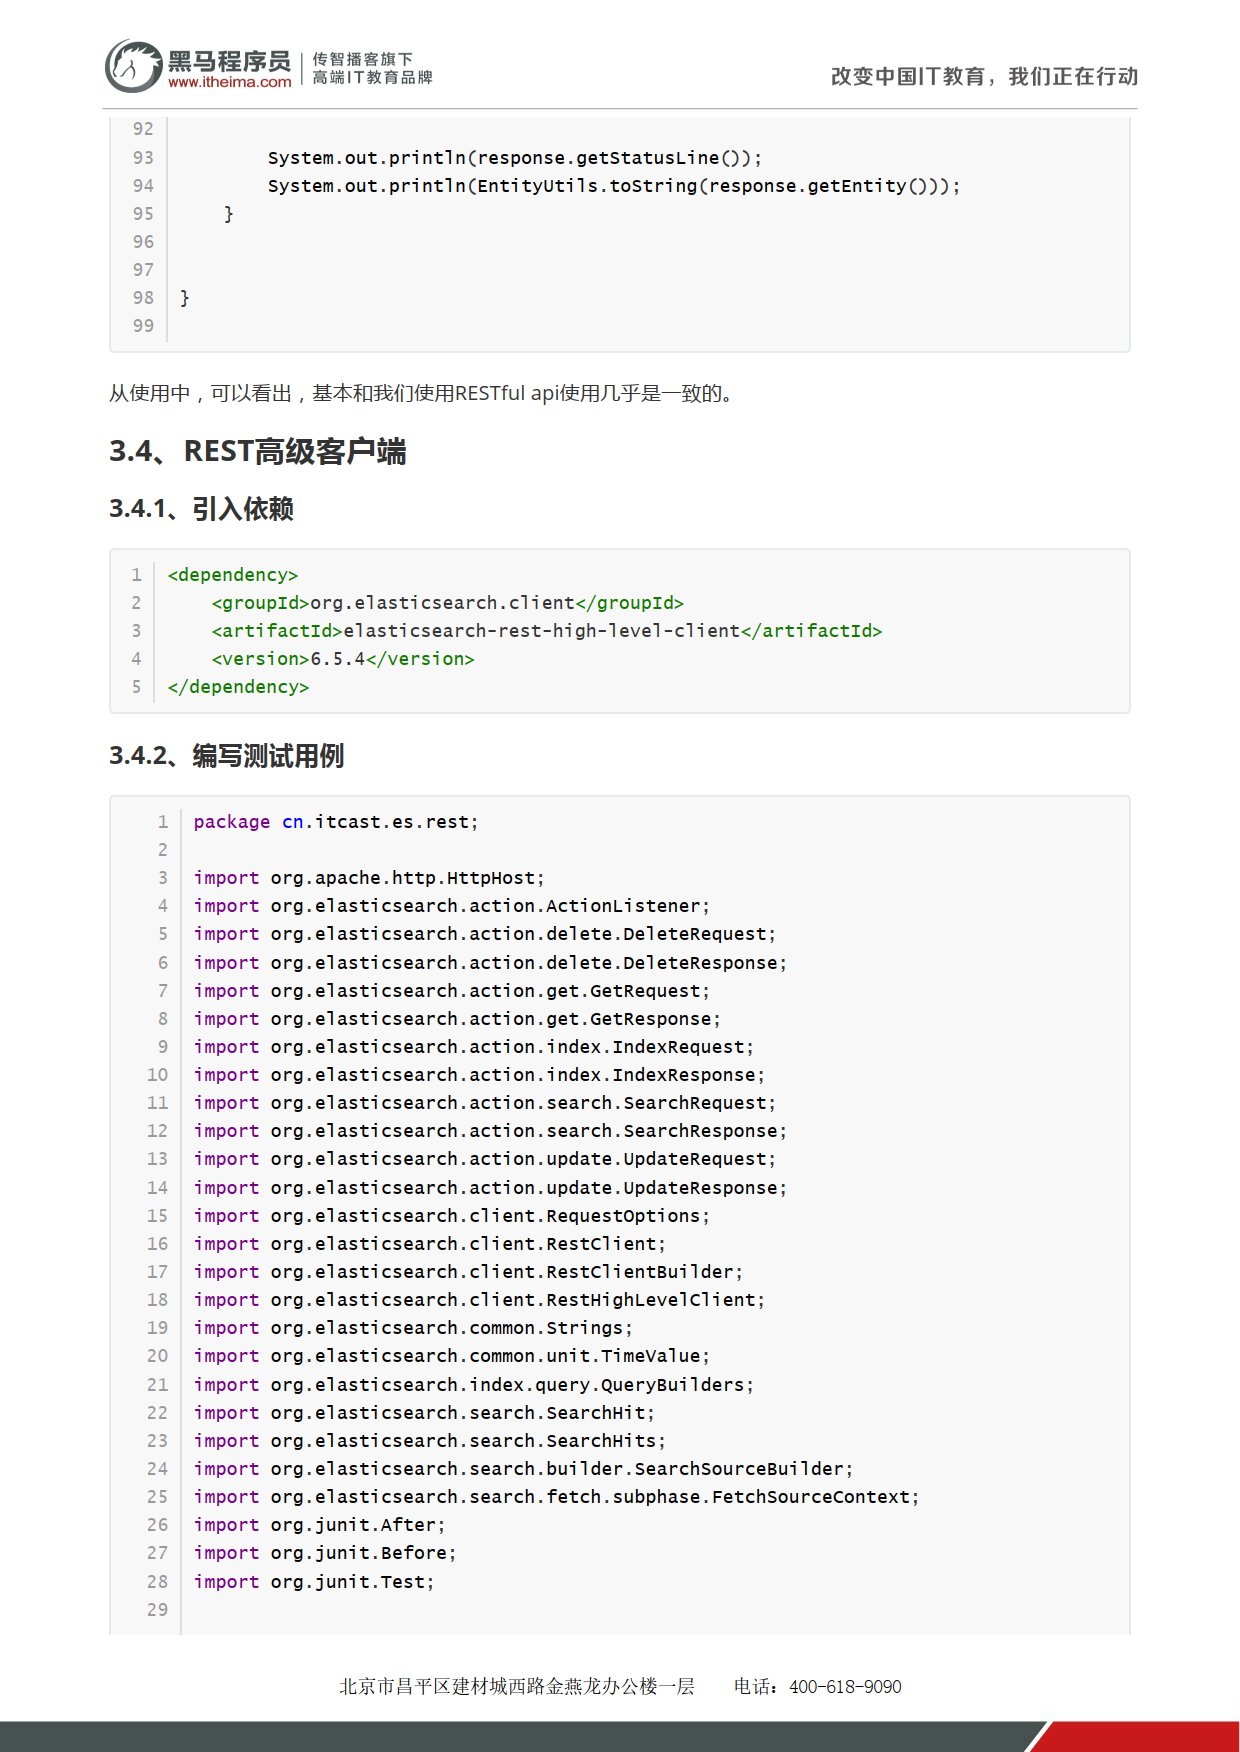 黑马程序员
www.itheima.com
传智播客旗下
高端IT教育品牌
改变中国IT教育，我们正在行动
92
93         System.out.println(response.getStatusLine());
94         System.out.println(EntityUtils.toString(response.getEntity()));
95     }
96
97
98 }
99
从使用中，可以看出，基本和我们使用RESTful api使用几乎是一致的。
3.4、REST高级客户端
3.4.1、引入依赖
1 <dependency>
2     <groupId>org.elasticsearch.client</groupId>
3     <artifactId>elasticsearch-rest-high-level-client</artifactId>
4     <version>6.5.4</version>
5 </dependency>
3.4.2、编写测试用例
1 package cn.itcast.es.rest;
2
3 import org.apache.http.HttpHost;
4 import org.elasticsearch.action.ActionListener;
5 import org.elasticsearch.action.delete.DeleteRequest;
6 import org.elasticsearch.action.delete.DeleteResponse;
7 import org.elasticsearch.action.get.GetRequest;
8 import org.elasticsearch.action.get.GetResponse;
9 import org.elasticsearch.action.index.IndexRequest;
10 import org.elasticsearch.action.index.IndexResponse;
11 import org.elasticsearch.action.search.SearchRequest;
12 import org.elasticsearch.action.search.SearchResponse;
13 import org.elasticsearch.action.update.UpdateRequest;
14 import org.elasticsearch.action.update.UpdateResponse;
15 import org.elasticsearch.client.RequestOptions;
16 import org.elasticsearch.client.RestClient;
17 import org.elasticsearch.client.RestClientBuilder;
18 import org.elasticsearch.client.RestHighLevelClient;
19 import org.elasticsearch.common.Strings;
20 import org.elasticsearch.common.unit.TimeValue;
21 import org.elasticsearch.index.query.QueryBuilders;
22 import org.elasticsearch.search.SearchHit;
23 import org.elasticsearch.search.SearchHits;
24 import org.elasticsearch.search.builder.SearchSourceBuilder;
25 import org.elasticsearch.search.fetch.subphase.FetchSourceContext;
26 import org.junit.After;
27 import org.junit.Before;
28 import org.junit.Test;
29
北京市昌平区建材城西路金燕龙办公楼一层 电话：400-618-9090